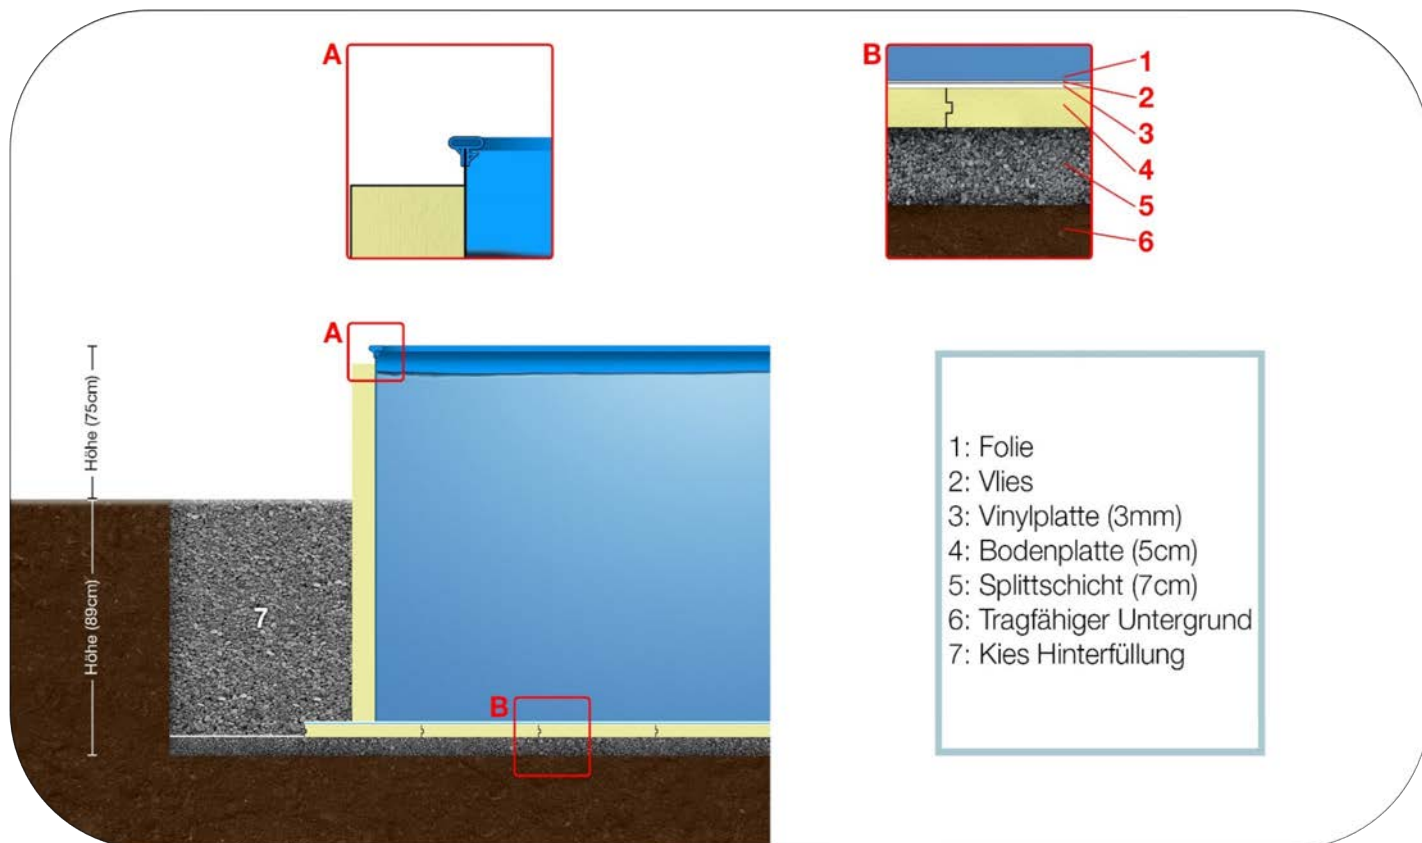 A
B
1
2
3
4
5
6
A
Höhe (75cm)
Höhe (89cm)
7
B
1: Folie
2: Vlies
3: Vinylplatte (3mm)
4: Bodenplatte (5cm)
5: Splittschicht (7cm)
6: Tragfähiger Untergrund
7: Kies Hinterfüllung